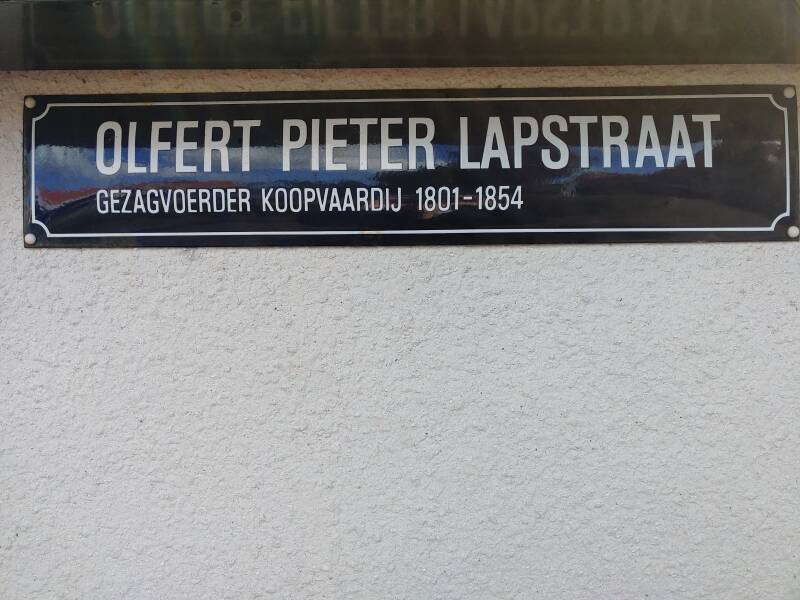 OLFERT PIETER LAPSTRAAT
GEZAGVOERDER KOOPVAARDIJ 1801-1854